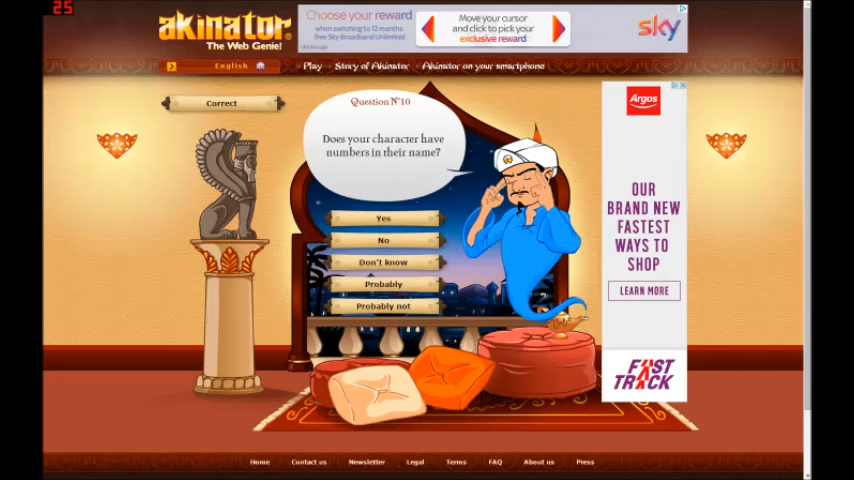 25
akinator
The Web Genie!
Choose your reward
when switching to 12 months
free Sky Broadband Unlimited
Move your cursor
and click to pick your
exclusive reward
sky
English
Play
Story of Akinator
Akinator on your smartphone
Correct
Question N°10
Does your character have
numbers in their name?
Yes
No
Don't know
Probably
Probably not
Argos
OUR
BRAND NEW
FASTEST
WAYS TO
SHOP
LEARN MORE
FAST
TRACK
Home
Contact us
Newsletter
Legal
Terms
FAQ
About us
Press